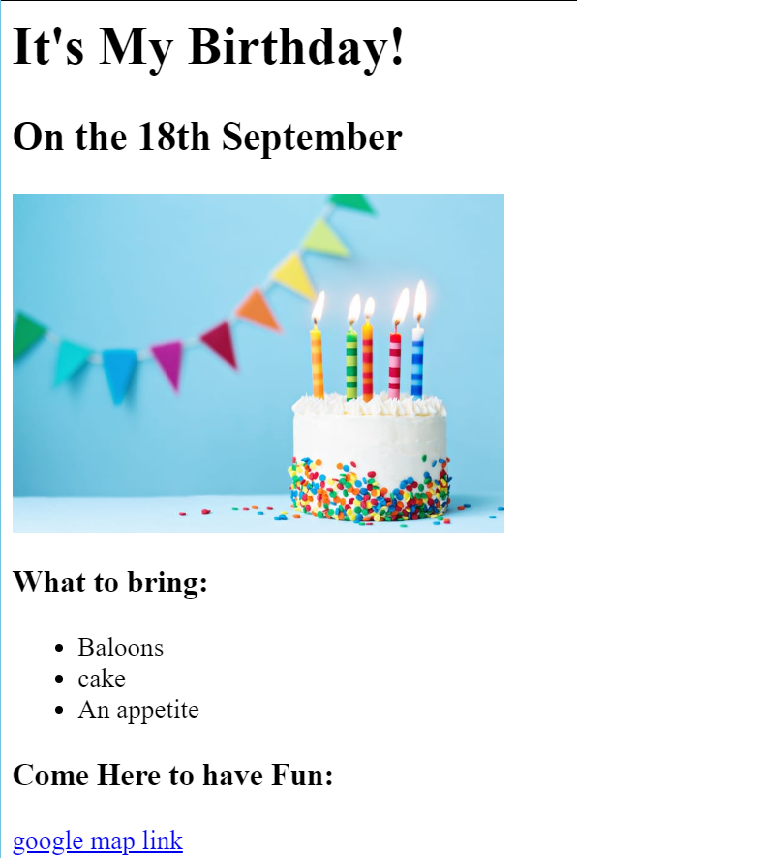 It's My Birthday!
On the 18th September
What to bring:
Baloons
cake
An appetite
Come Here to have Fun:
google map link